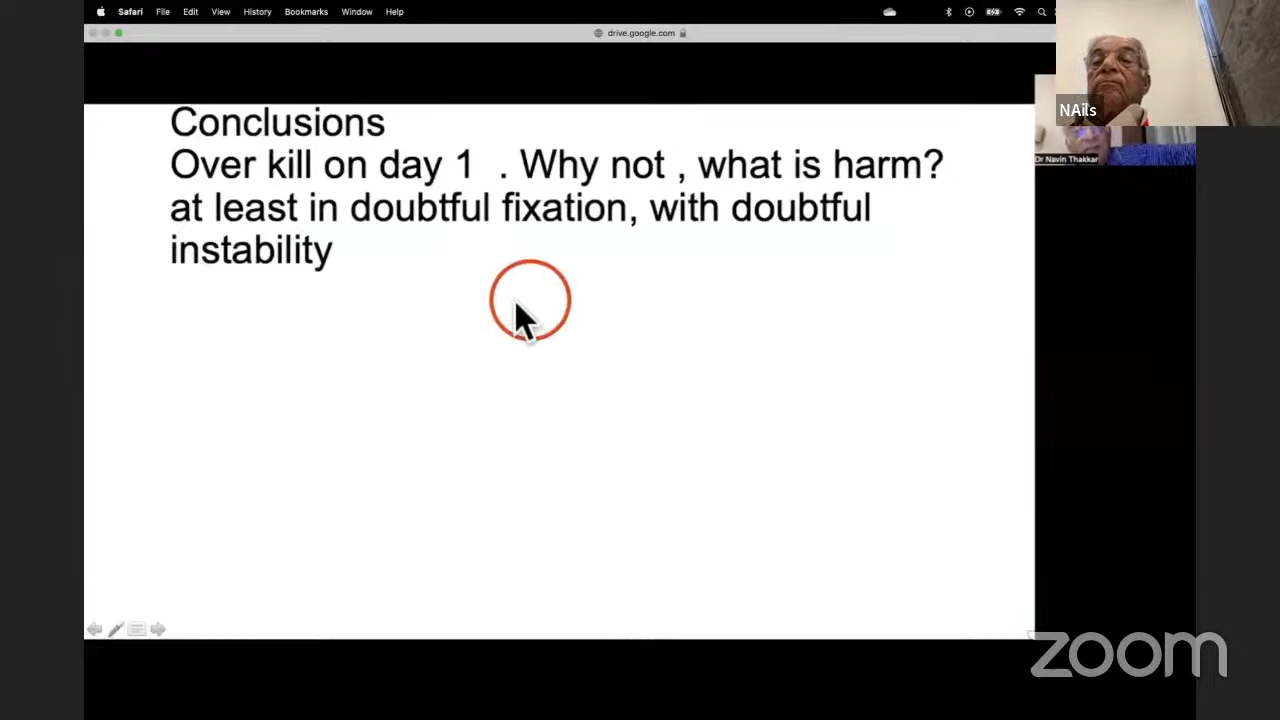 Safari File Edit View History Bookmarks Window Help
drive.google.com
NAils
Dr Navin Thakkar
Conclusions
Over kill on day 1 . Why not , what is harm?
at least in doubtful fixation, with doubtful
instability
zoom